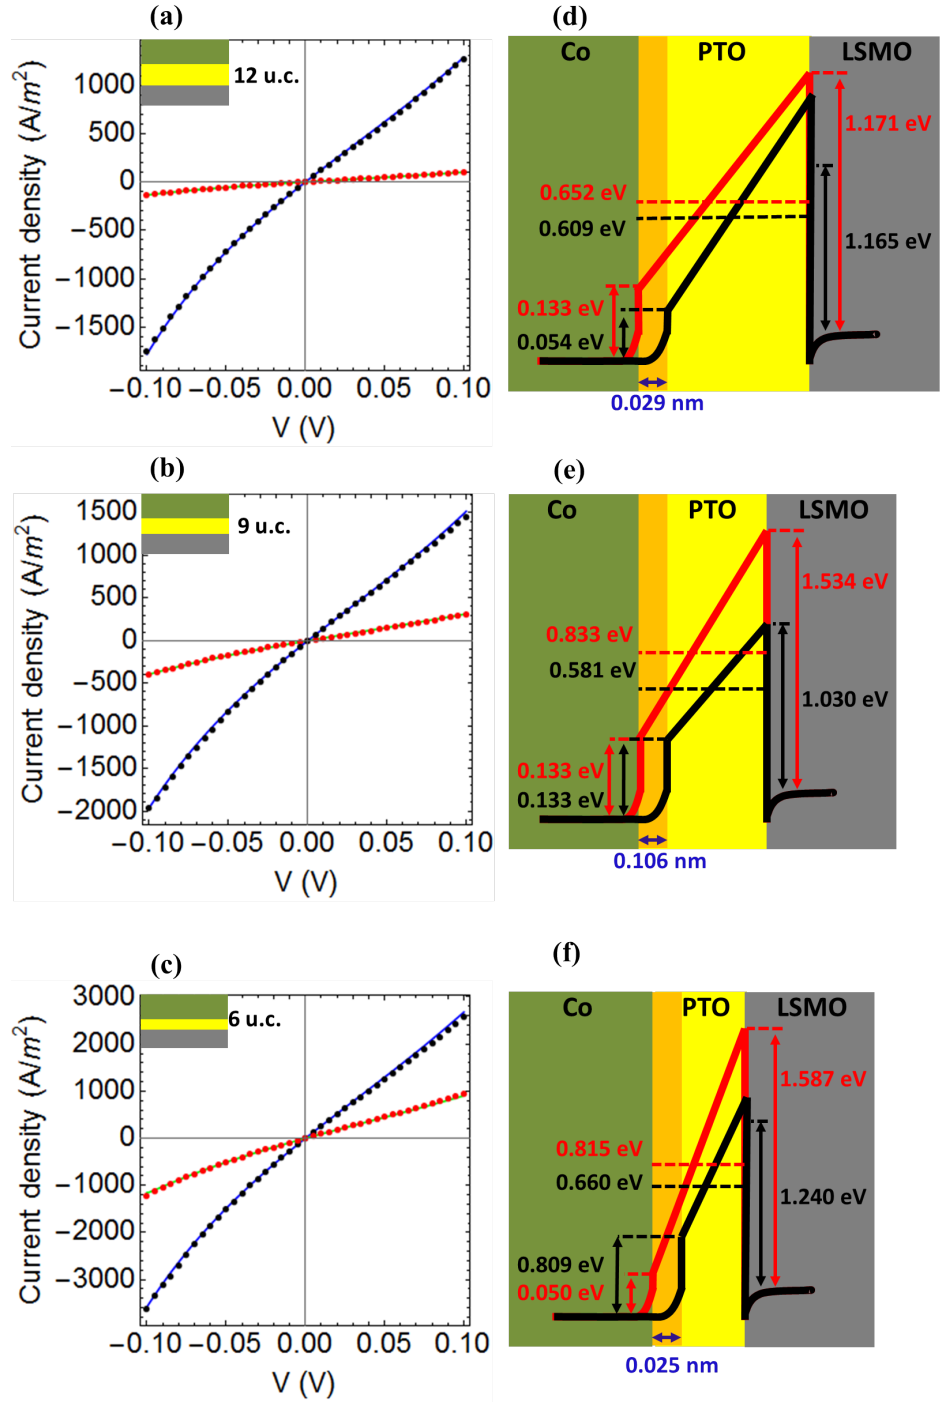 (a)
12 u.c.
Current density (A/m²)
1000
500
0
−500
−1000
−1500
−0.10 −0.05 0.00 0.05 0.10
V (V)
(d)
Co PTO LSMO
1.171 eV
0.652 eV
0.609 eV
1.165 eV
0.133 eV
0.054 eV
0.029 nm
(b)
9 u.c.
Current density (A/m²)
1500
1000
500
0
−500
−1000
−1500
−2000
−0.10 −0.05 0.00 0.05 0.10
V (V)
(e)
Co PTO LSMO
1.534 eV
0.833 eV
0.581 eV
1.030 eV
0.133 eV
0.133 eV
0.106 nm
(c)
6 u.c.
Current density (A/m²)
3000
2000
1000
0
−1000
−2000
−3000
−0.10 −0.05 0.00 0.05 0.10
V (V)
(f)
Co PTO LSMO
1.587 eV
0.815 eV
0.660 eV
1.240 eV
0.809 eV
0.050 eV
0.025 nm